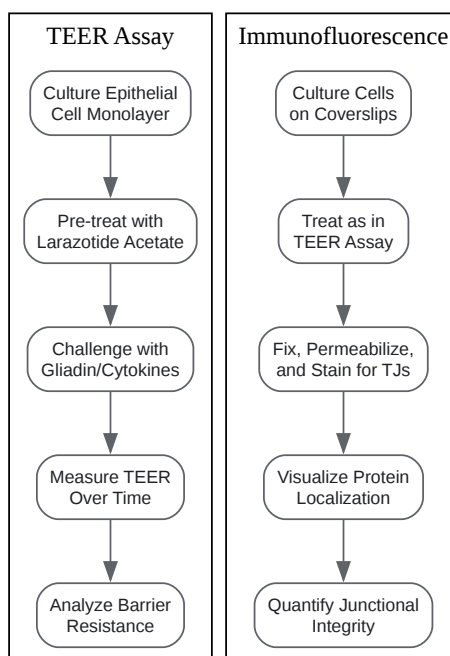 TEER Assay
Culture Epithelial
Cell Monolayer
Pre-treat with
Larazotide Acetate
Challenge with
Gliadin/Cytokines
Measure TEER
Over Time
Analyze Barrier
Resistance
Immunofluorescence
Culture Cells
on Coverslips
Treat as in
TEER Assay
Fix, Permeabilize,
and Stain for TJs
Visualize Protein
Localization
Quantify Junctional
Integrity